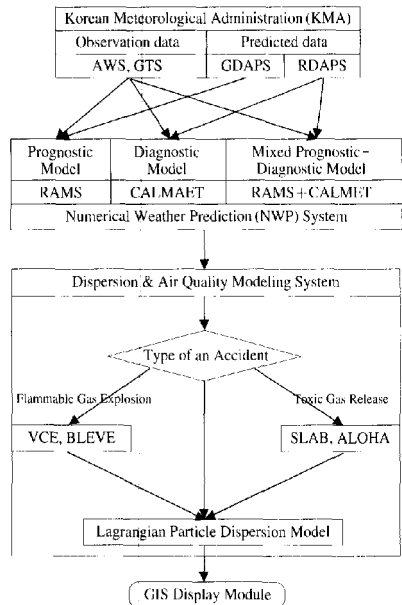 Korean Meteorological Administration (KMA)
Observation data
Predicted data
AWS, GTS
GDAPS
RDAPS
Prognostic
Model
Diagnostic
Model
Mixed Prognostic-
Diagnostic Model
RAMS
CALMAET
RAMS+CALMET
Numerical Weather Prediction (NWP) System
Dispersion & Air Quality Modeling System
Type of an Accident
Flammable Gas Explosion
Toxic Gas Release
VCE, BLEVE
SLAB, ALOHA
Lagrangian Particle Dispersion Model
GIS Display Module